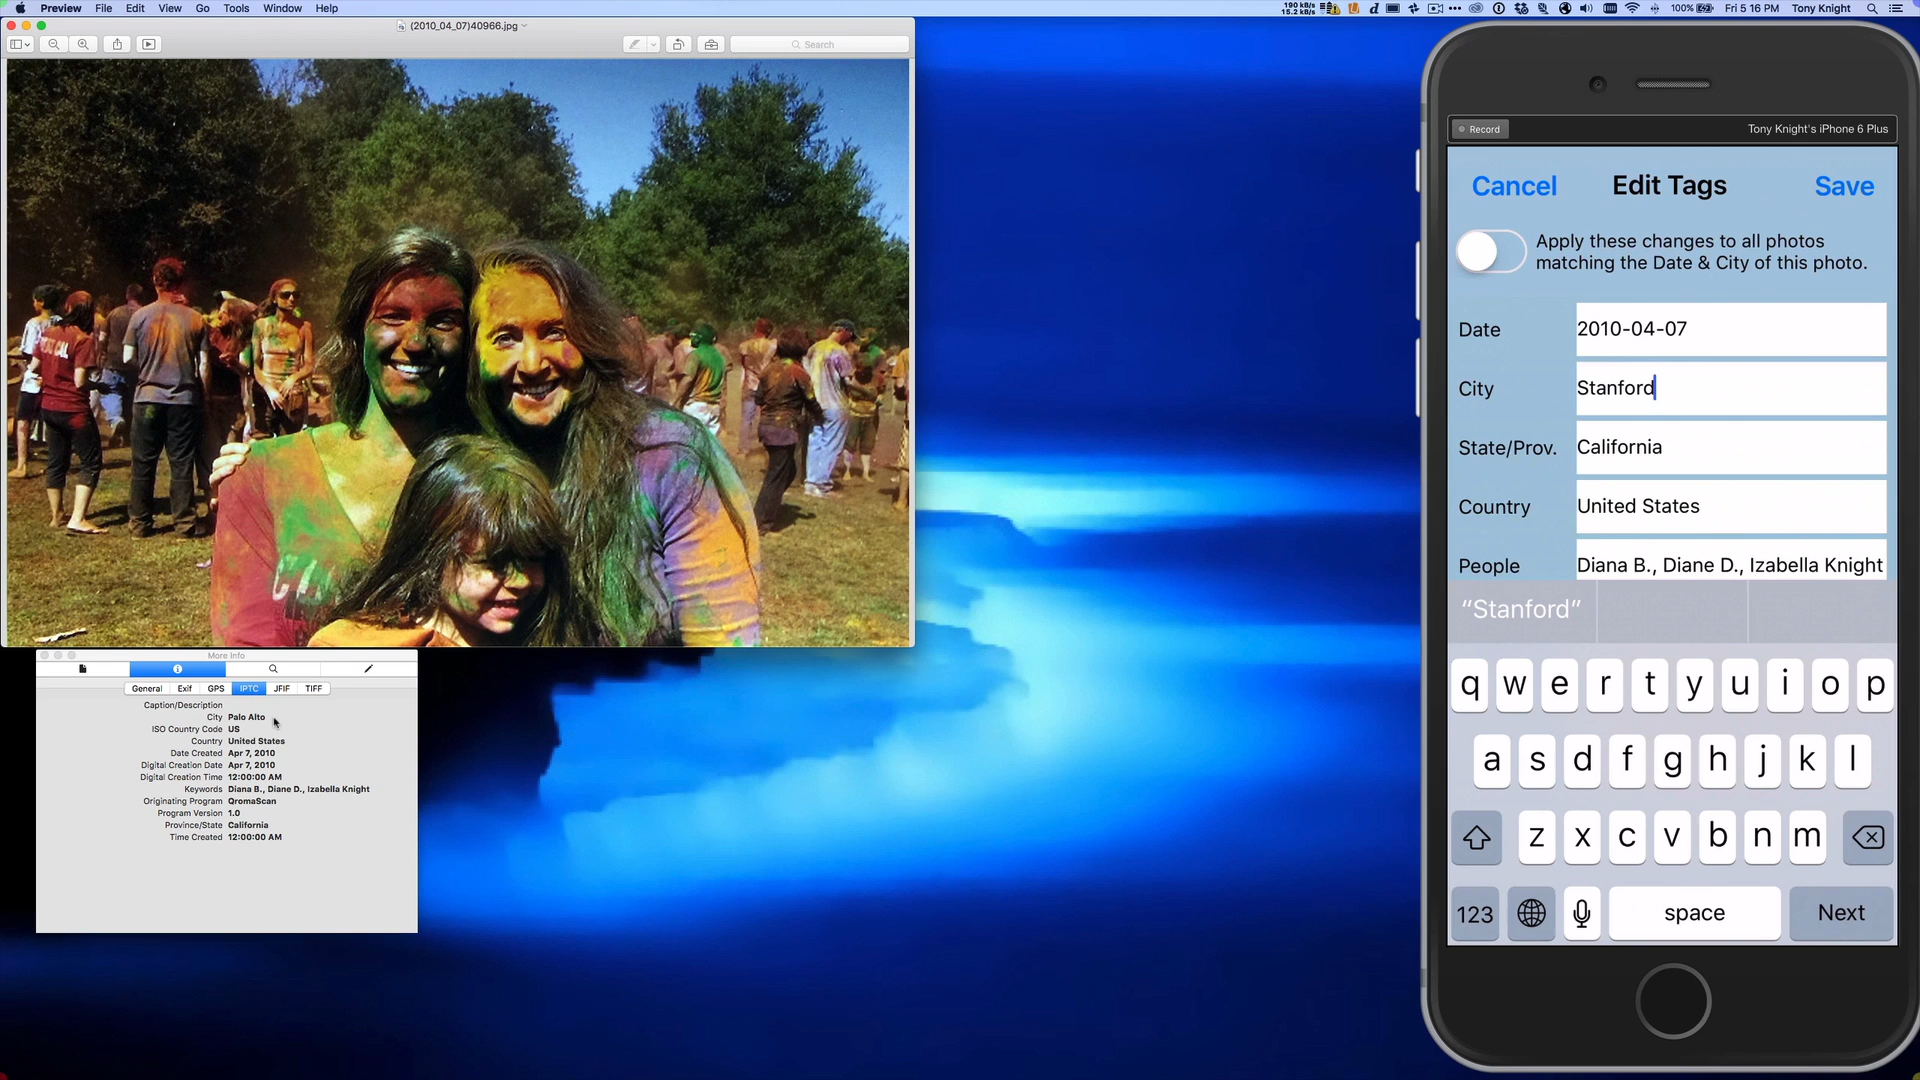 Preview File Edit View Go Tools Window Help
190 kB/s
15.2 kB/s
100% Fri 5:16 PM Tony Knight
(2010_04_07)40966.jpg
Search
More Info
General Exif GPS IPTC JFIF TIFF
Caption/Description
City Palo Alto
ISO Country Code US
Country United States
Date Created Apr 7, 2010
Digital Creation Date Apr 7, 2010
Digital Creation Time 12:00:00 AM
Keywords Diana B., Diane D., Izabella Knight
Originating Program QromaScan
Program Version 1.0
Province/State California
Time Created 12:00:00 AM
Record
Tony Knight's iPhone 6 Plus
Cancel Edit Tags Save
Apply these changes to all photos
matching the Date & City of this photo.
Date 2010-04-07
City Stanford
State/Prov. California
Country United States
People Diana B., Diane D., Izabella Knight
“Stanford”
q w e r t y u i o p
a s d f g h j k l
z x c v b n m
123 space Next